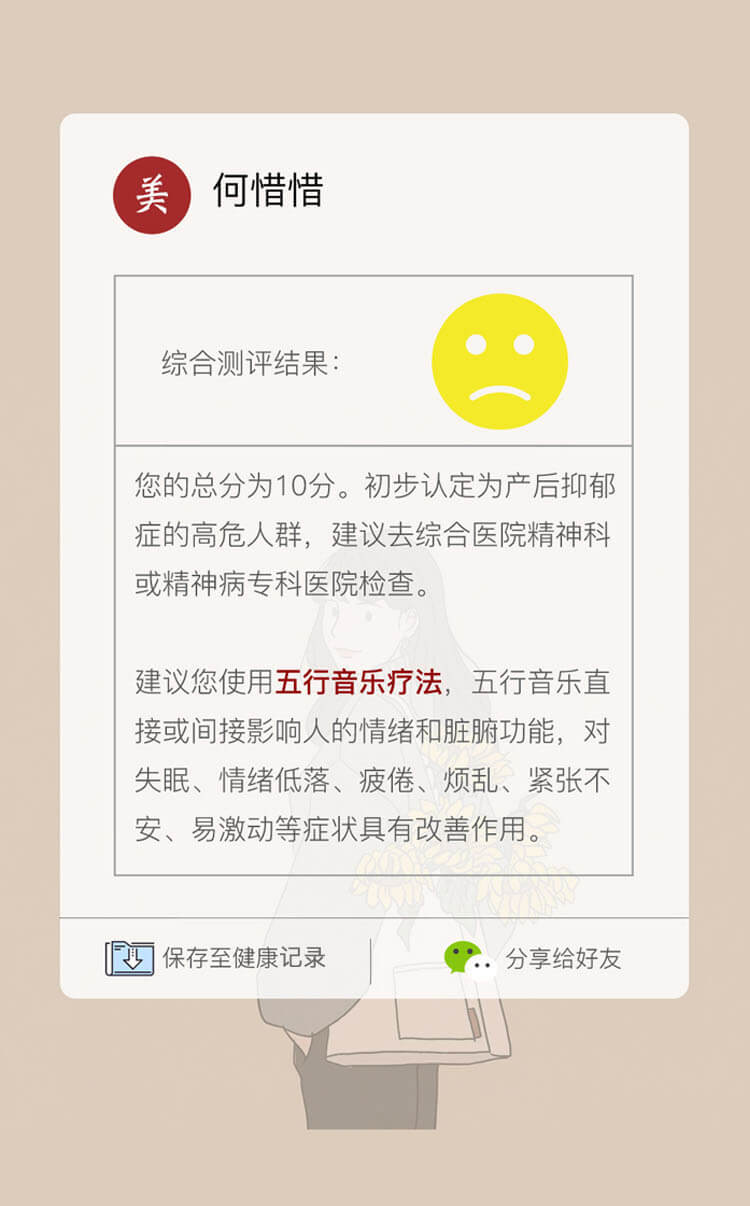 美
何惜惜
综合测评结果：
您的总分为10分。初步认定为产后抑郁
症的高危人群，建议去综合医院精神科
或精神病专科医院检查。
建议您使用五行音乐疗法，五行音乐直
接或间接影响人的情绪和脏腑功能，对
失眠、情绪低落、疲倦、烦乱、紧张不
安、易激动等症状具有改善作用。
保存至健康记录
分享给好友